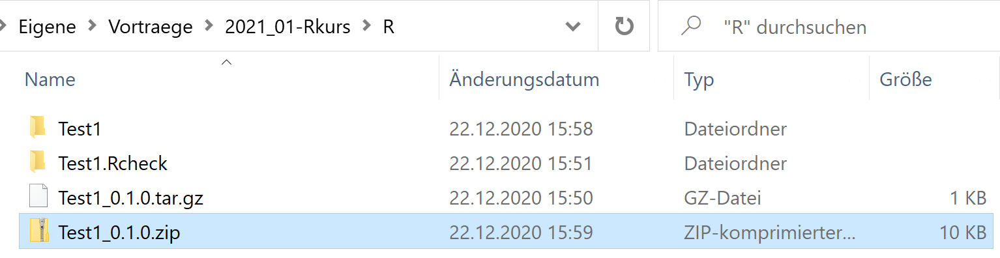 Eigene Vortraege 2021_01-Rkurs R "R" durchsuchen
Name Änderungsdatum Typ Größe
Test1 22.12.2020 15:58 Dateiordner
Test1.Rcheck 22.12.2020 15:51 Dateiordner
Test1_0.1.0.tar.gz 22.12.2020 15:50 GZ-Datei 1 KB
Test1_0.1.0.zip 22.12.2020 15:59 ZIP-komprimierter... 10 KB